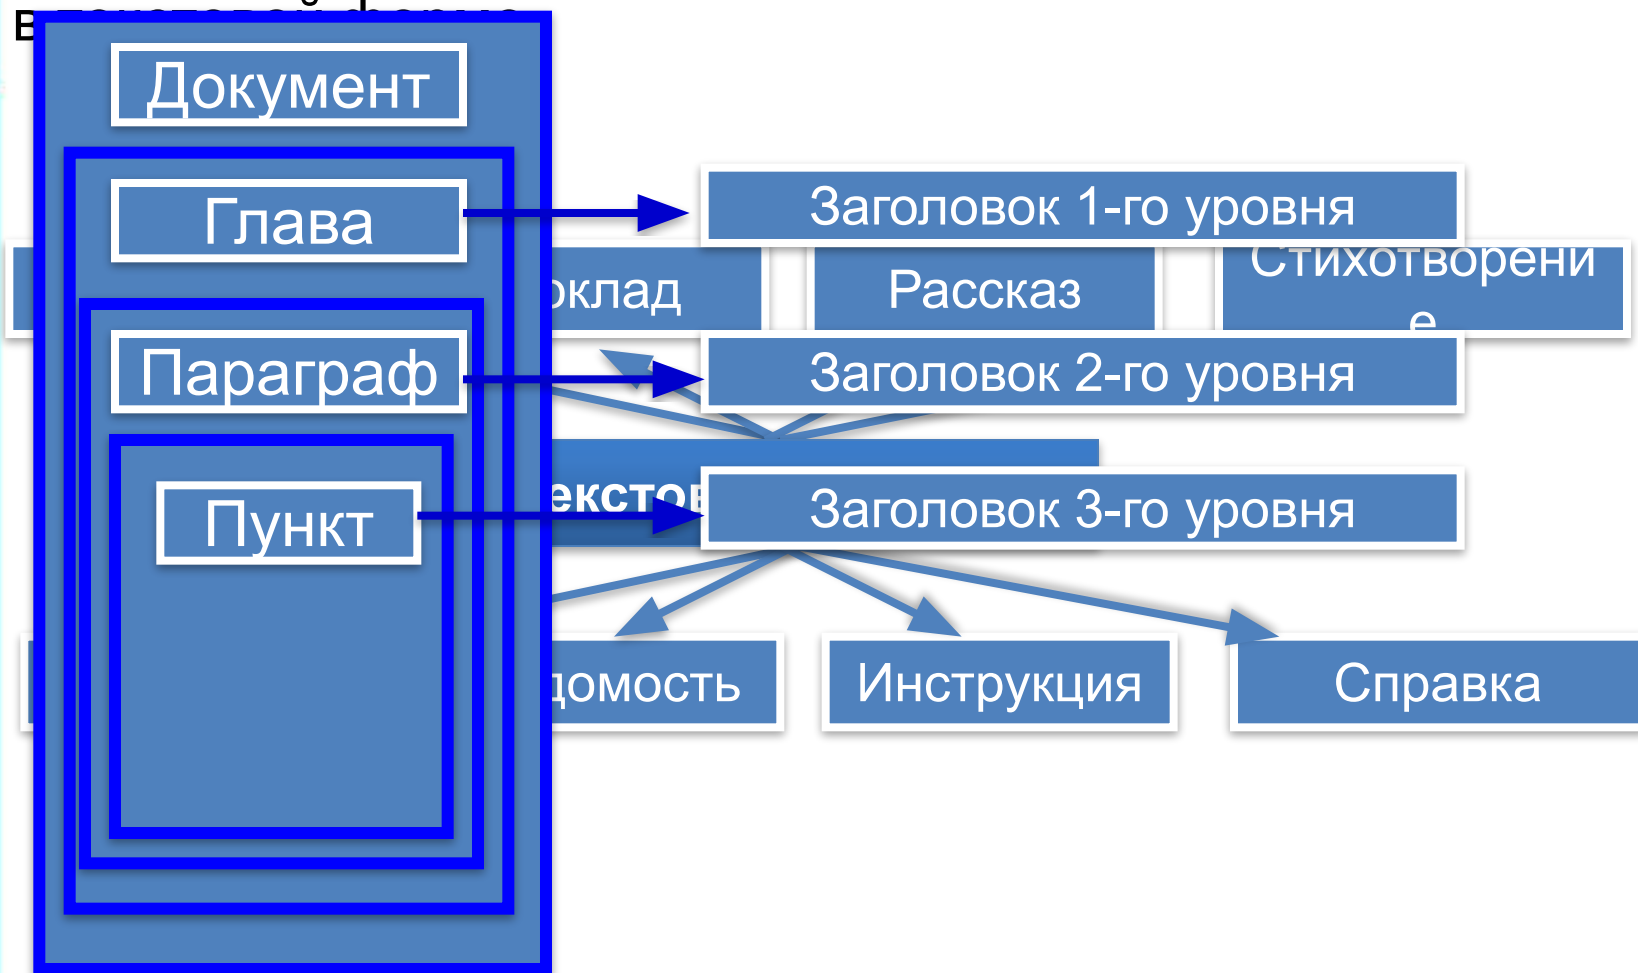 в
Документ
Глава
Заголовок 1-го уровня
оклад
Рассказ
Стихотворени
е
Параграф
Заголовок 2-го уровня
Пункт
екстов
Заголовок 3-го уровня
домость
Инструкция
Справка